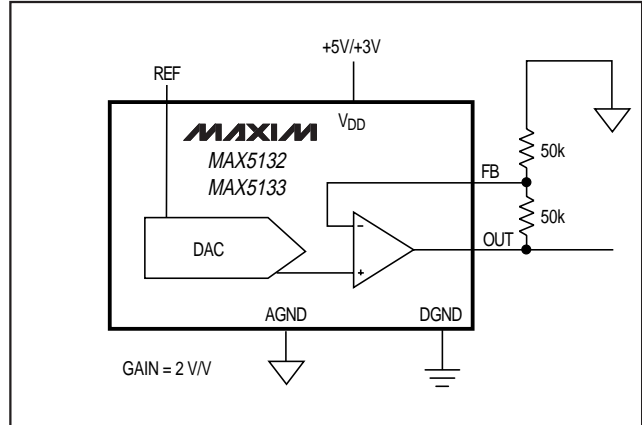 +5V/+3V
REF
VDD
MAXIM
MAX5132
MAX5133
50k
FB
50k
DAC
OUT
–
+
AGND
DGND
GAIN = 2 V/V